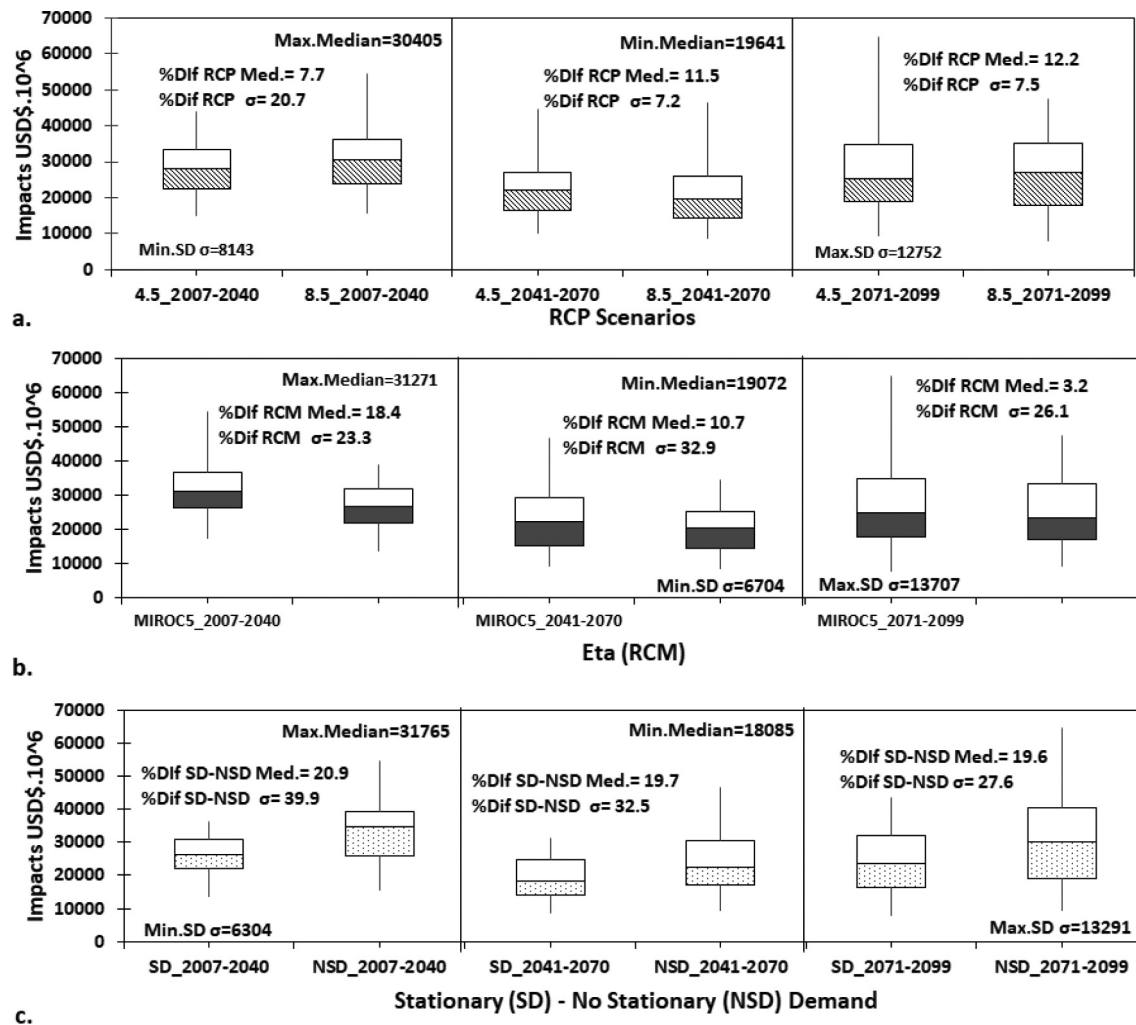 70000
60000
50000
40000
30000
20000
10000
0
Impacts USD$.10^6
Max.Median=30405
%DIf RCP Med.= 7.7
%Dif RCP σ= 20.7
Min.SD σ=8143
Min.Median=19641
%DIf RCP Med.= 11.5
%Dif RCP σ= 7.2
%DIf RCP Med.= 12.2
%Dif RCP σ= 7.5
Max.SD σ=12752
4.5_2007-2040
8.5_2007-2040
4.5_2041-2070
8.5_2041-2070
4.5_2071-2099
8.5_2071-2099
a.
RCP Scenarios
70000
60000
50000
40000
30000
20000
10000
0
Impacts USD$.10^6
Max.Median=31271
%DIf RCM Med.= 18.4
%Dif RCM σ= 23.3
Min.Median=19072
%DIf RCM Med.= 10.7
%Dif RCM σ= 32.9
Min.SD σ=6704
%DIf RCM Med.= 3.2
%Dif RCM σ= 26.1
Max.SD σ=13707
MIROC5_2007-2040
MIROC5_2041-2070
MIROC5_2071-2099
b.
Eta (RCM)
70000
60000
50000
40000
30000
20000
10000
0
Impacts USD$.10^6
Max.Median=31765
%DIf SD-NSD Med.= 20.9
%Dif SD-NSD σ= 39.9
Min.SD σ=6304
Min.Median=18085
%DIf SD-NSD Med.= 19.7
%Dif SD-NSD σ= 32.5
%DIf SD-NSD Med.= 19.6
%Dif SD-NSD σ= 27.6
Max.SD σ=13291
SD_2007-2040
NSD_2007-2040
SD_2041-2070
NSD_2041-2070
SD_2071-2099
NSD_2071-2099
Stationary (SD) - No Stationary (NSD) Demand
c.